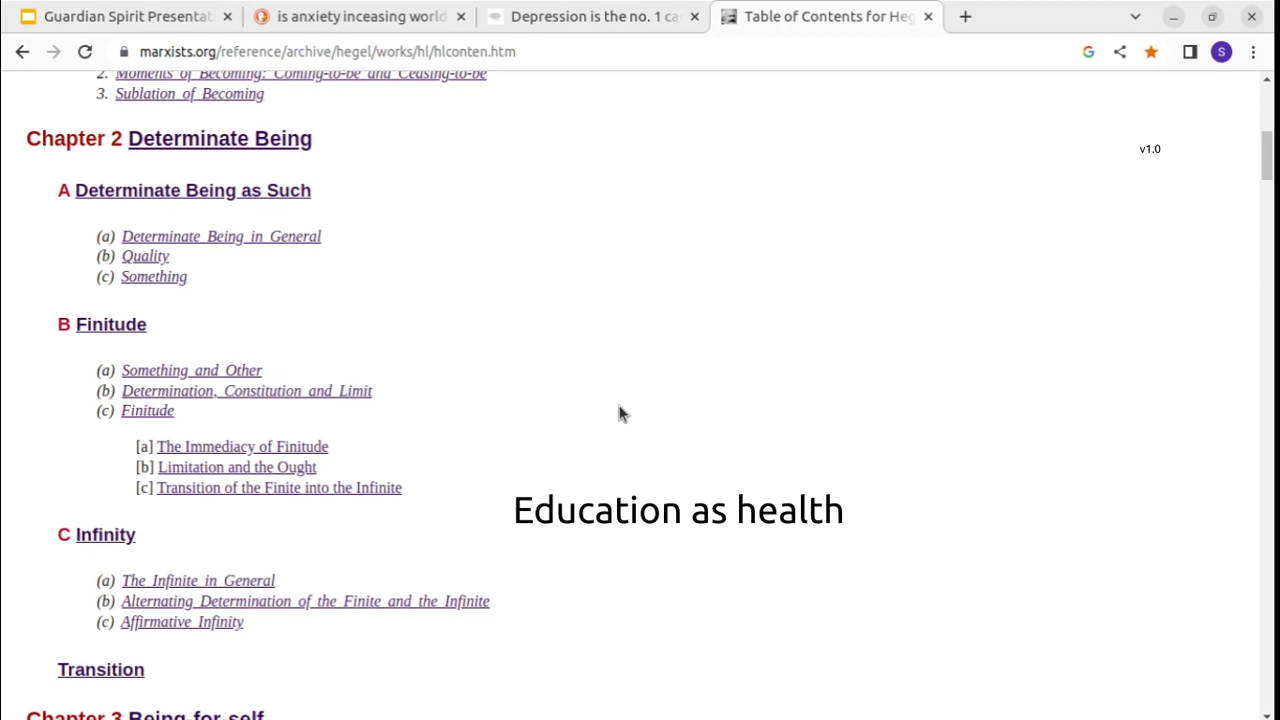 Guardian Spirit Presentat
is anxiety inceasing world
Depression is the no. 1 ca
Table of Contents for Heg
marxists.org/reference/archive/hegel/works/hl/hlconten.htm
G
S
2. Moments of Becoming: Coming-to-be and Ceasing-to-be
3. Sublation of Becoming
Chapter 2 Determinate Being
v1.0
A Determinate Being as Such
(a) Determinate Being in General
(b) Quality
(c) Something
B Finitude
(a) Something and Other
(b) Determination, Constitution and Limit
(c) Finitude
[a] The Immediacy of Finitude
[b] Limitation and the Ought
[c] Transition of the Finite into the Infinite
Education as health
C Infinity
(a) The Infinite in General
(b) Alternating Determination of the Finite and the Infinite
(c) Affirmative Infinity
Transition
Chapter 3 Being-for-self